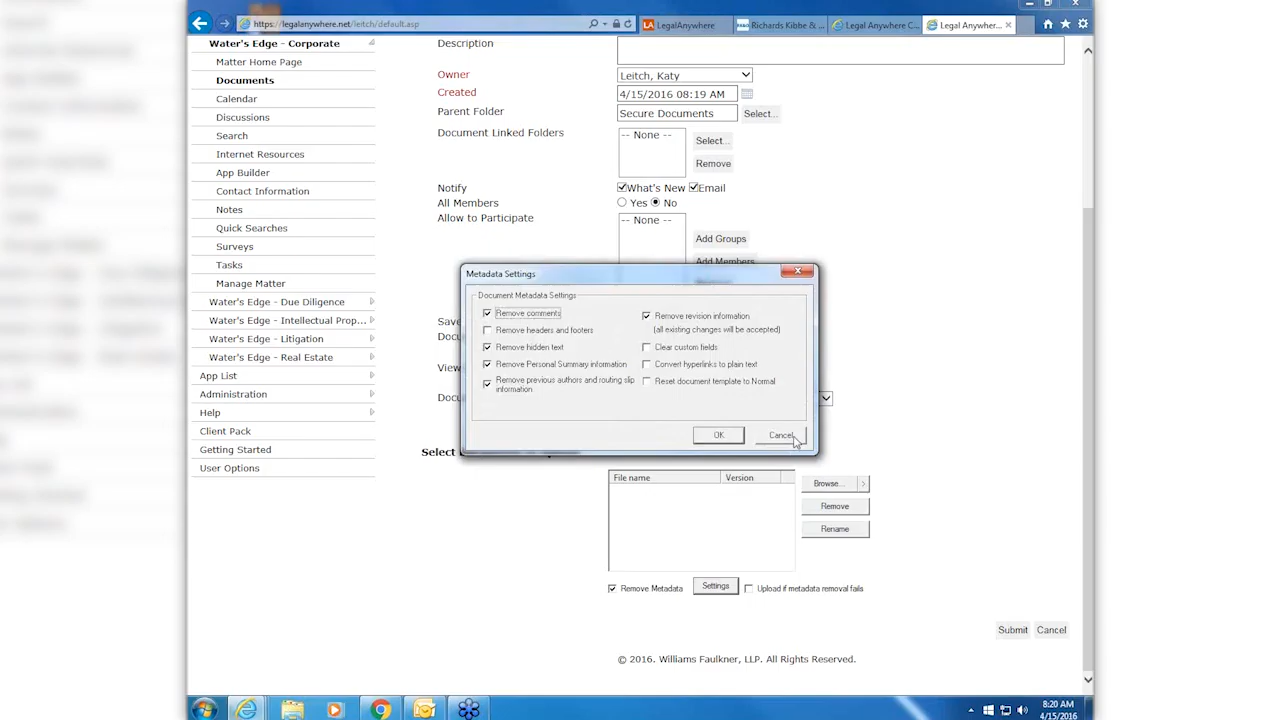 https://legalanywhere.net/leitch/default.asp
LA LegalAnywhere
Richards Kibbe & ...
Legal Anywhere C...
Legal Anywher...
Water's Edge - Corporate
Matter Home Page
Documents
Calendar
Discussions
Search
Internet Resources
App Builder
Contact Information
Notes
Quick Searches
Surveys
Tasks
Manage Matter
Water's Edge - Due Diligence
Water's Edge - Intellectual Prop...
Water's Edge - Litigation
Water's Edge - Real Estate
App List
Administration
Help
Client Pack
Getting Started
User Options
Description
Owner
Leitch, Katy
Created
4/15/2016 08:19 AM
Parent Folder
Secure Documents
Select...
Document Linked Folders
-- None --
Select...
Remove
Notify
What's New
Email
All Members
Yes
No
Allow to Participate
-- None --
Add Groups
Add Members
Metadata Settings
Document Metadata Settings
Remove comments
Remove headers and footers
Remove hidden text
Remove Personal Summary information
Remove previous authors and routing slip
information
Remove revision information
(all existing changes will be accepted)
Clear custom fields
Convert hyperlinks to plain text
Reset document template to Normal
OK
Cancel
File name
Version
Browse...
Remove
Rename
Remove Metadata
Settings
Upload if metadata removal fails
Submit
Cancel
© 2016. Williams Faulkner, LLP. All Rights Reserved.
8:20 AM
4/15/2016